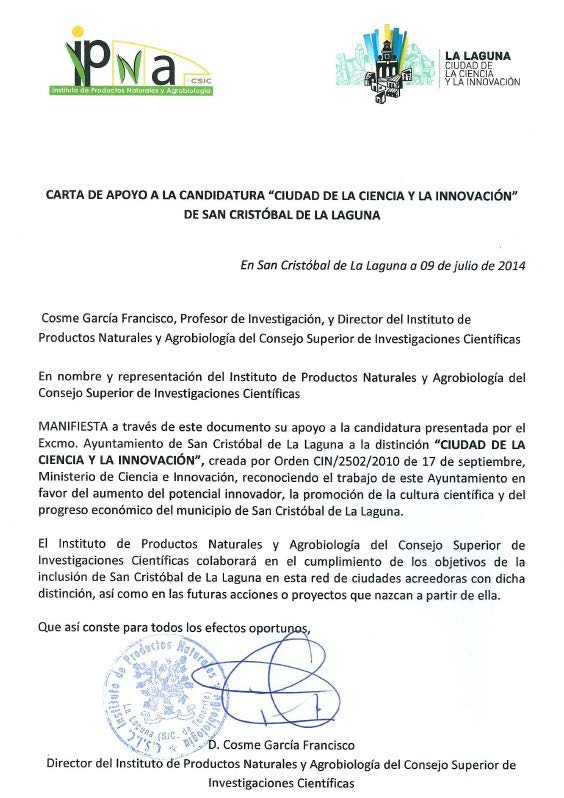 ipna
CSIC
Instituto de Productos Naturales y Agrobiología
LA LAGUNA
CIUDAD DE
LA CIENCIA
Y LA INNOVACIÓN
CARTA DE APOYO A LA CANDIDATURA “CIUDAD DE LA CIENCIA Y LA INNOVACIÓN”
DE SAN CRISTÓBAL DE LA LAGUNA
En San Cristóbal de La Laguna a 09 de julio de 2014
Cosme García Francisco, Profesor de Investigación, y Director del Instituto de
Productos Naturales y Agrobiología del Consejo Superior de Investigaciones Científicas
En nombre y representación del Instituto de Productos Naturales y Agrobiología del
Consejo Superior de Investigaciones Científicas
MANIFIESTA a través de este documento su apoyo a la candidatura presentada por el
Excmo. Ayuntamiento de San Cristóbal de La Laguna a la distinción “CIUDAD DE LA
CIENCIA Y LA INNOVACIÓN”, creada por Orden CIN/2502/2010 de 17 de septiembre,
Ministerio de Ciencia e Innovación, reconociendo el trabajo de este Ayuntamiento en
favor del aumento del potencial innovador, la promoción de la cultura científica y del
progreso económico del municipio de San Cristóbal de La Laguna.
El Instituto de Productos Naturales y Agrobiología del Consejo Superior de
Investigaciones Científicas colaborará en el cumplimiento de los objetivos de la
inclusión de San Cristóbal de La Laguna en esta red de ciudades acreedoras con dicha
distinción, así como en las futuras acciones o proyectos que nazcan a partir de ella.
Que así conste para todos los efectos oportunos,
Instituto de Productos Naturales y Agrobiología
La Laguna (S/C. de Tenerife)
C.S.I.C.
D. Cosme García Francisco
Director del Instituto de Productos Naturales y Agrobiología del Consejo Superior de
Investigaciones Científicas